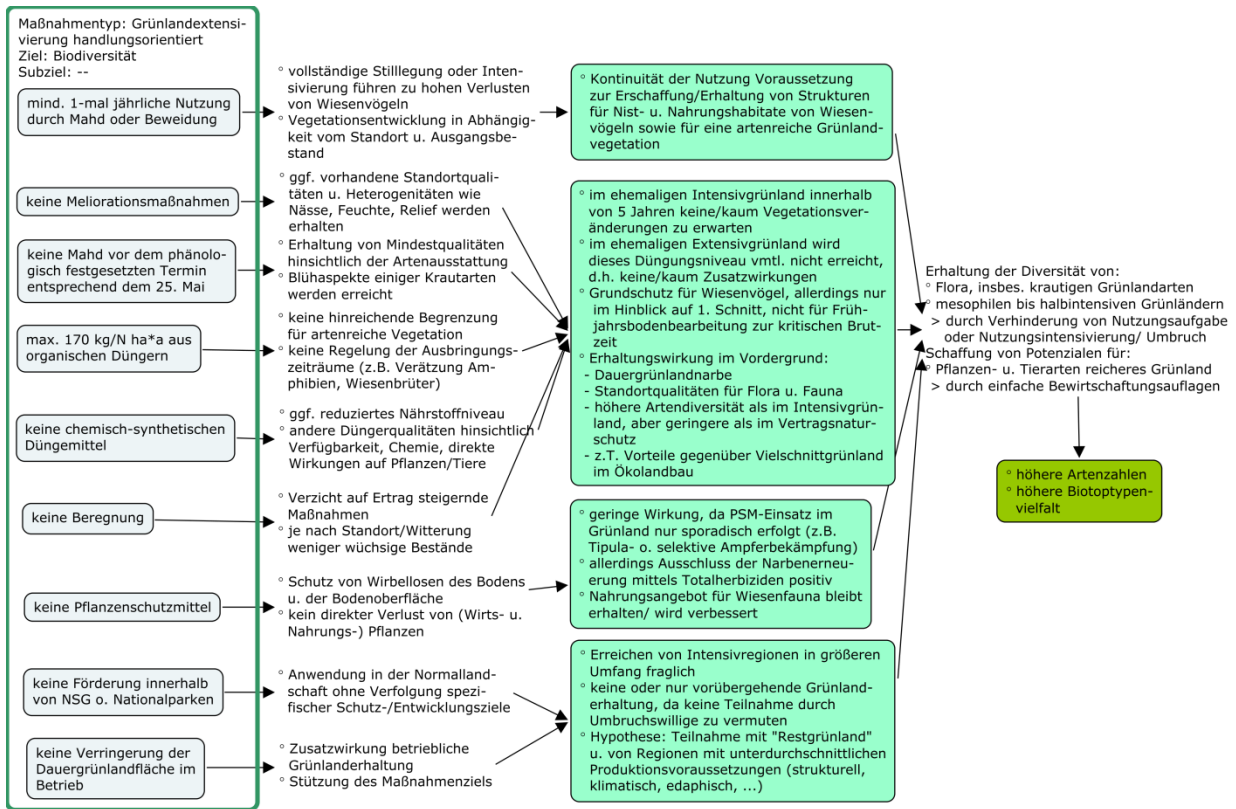 Maßnahmentyp: Grünlandextensi-
vierung handlungsorientiert
Ziel: Biodiversität
Subziel: --
mind. 1-mal jährliche Nutzung
durch Mahd oder Beweidung
keine Meliorationsmaßnahmen
keine Mahd vor dem phänolo-
gisch festgesetzten Termin
entsprechend dem 25. Mai
max. 170 kg/N ha*a aus
organischen Düngern
keine chemisch-synthetischen
Düngemittel
keine Beregnung
keine Pflanzenschutzmittel
keine Förderung innerhalb
von NSG o. Nationalparken
keine Verringerung der
Dauergrünlandfläche im
Betrieb
° vollständige Stilllegung oder Inten-
sivierung führen zu hohen Verlusten
von Wiesenvögeln
° Vegetationsentwicklung in Abhängig-
keit vom Standort u. Ausgangsbe-
stand
° ggf. vorhandene Standortquali-
täten u. Heterogenitäten wie
Nässe, Feuchte, Relief werden
erhalten
° Erhaltung von Mindestqualitäten
hinsichtlich der Artenausstattung
° Blühaspekte einiger Krautarten
werden erreicht
° keine hinreichende Begrenzung
für artenreiche Vegetation
° keine Regelung der Ausbringungs-
zeiträume (z.B. Verätzung Am-
phibien, Wiesenbrüter)
° ggf. reduziertes Nährstoffniveau
° andere Düngerqualitäten hinsichtlich
Verfügbarkeit, Chemie, direkte
Wirkungen auf Pflanzen/Tiere
° Verzicht auf Ertrag steigernde
Maßnahmen
° je nach Standort/Witterung
weniger wüchsige Bestände
° Schutz von Wirbellosen des Bodens
u. der Bodenoberfläche
° kein direkter Verlust von (Wirts- u.
Nahrungs-) Pflanzen
° Anwendung in der Normalland-
schaft ohne Verfolgung spezi-
fischer Schutz-/Entwicklungsziele
° Zusatzwirkung betriebliche
Grünlanderhaltung
° Stützung des Maßnahmenziels
° Kontinuität der Nutzung Voraussetzung
zur Erschaffung/Erhaltung von Strukturen
für Nist- u. Nahrungshabitate von Wiesen-
vögeln sowie für eine artenreiche Grünland-
vegetation
° im ehemaligen Intensivgrünland innerhalb
von 5 Jahren keine/kaum Vegetationsver-
änderungen zu erwarten
° im ehemaligen Extensivgrünland wird
dieses Düngungsniveau vmtl. nicht erreicht,
d.h. keine/kaum Zusatzwirkungen
° Grundschutz für Wiesenvögel, allerdings nur
im Hinblick auf 1. Schnitt, nicht für Früh-
jahrsbodenbearbeitung zur kritischen Brut-
zeit
° Erhaltungswirkung im Vordergrund:
- Dauergrünlandnarbe
- Standortqualitäten für Flora u. Fauna
- höhere Artendiversität als im Intensivgrün-
land, aber geringere als im Vertragsnatur-
schutz
- z.T. Vorteile gegenüber Vielschnittgrünland
im Ökolandbau
° geringe Wirkung, da PSM-Einsatz im
Grünland nur sporadisch erfolgt (z.B.
Tipula- o. selektive Ampferbekämpfung)
° allerdings Ausschluss der Narbenerneu-
erung mittels Totalherbiziden positiv
° Nahrungsangebot für Wiesenfauna bleibt
erhalten/ wird verbessert
° Erreichen von Intensivregionen in größeren
Umfang fraglich
° keine oder nur vorübergehende Grünland-
erhaltung, da keine Teilnahme durch
Umbruchswillige zu vermuten
° Hypothese: Teilnahme mit "Restgrünland"
u. von Regionen mit unterdurchschnittlichen
Produktionsvoraussetzungen (strukturell,
klimatisch, edaphisch, ...)
Erhaltung der Diversität von:
° Flora, insbes. krautigen Grünlandarten
° mesophilen bis halbintensiven Grünländern
> durch Verhinderung von Nutzungsaufgabe
oder Nutzungsintensivierung/ Umbruch
Schaffung von Potenzialen für:
° Pflanzen- u. Tierarten reicheres Grünland
> durch einfache Bewirtschaftungsauflagen
° höhere Artenzahlen
° höhere Biotoptypen-
vielfalt